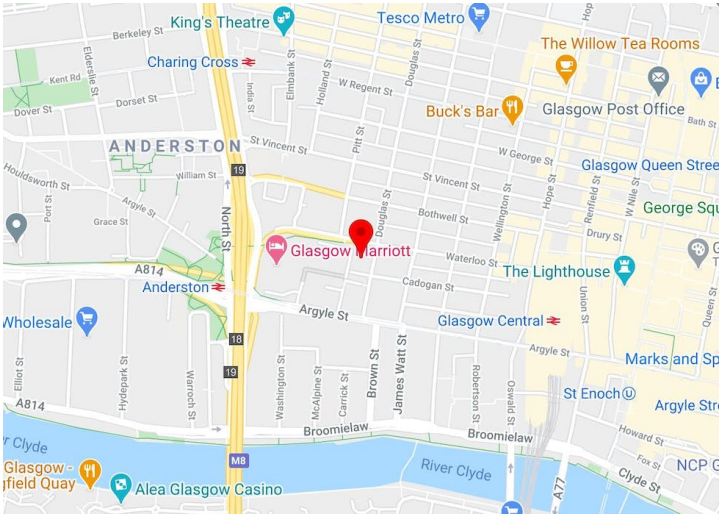 King's Theatre
Tesco Metro
Hop
Berkeley St
The Willow Tea Rooms
Elderslie St
Charing Cross
Elmbank St
Holland St
Douglas St
Kent Rd
India St
W Regent St
Dorset St
Dover St
Buck's Bar
Glasgow Post Office
Bath St
ANDERSTON
St Vincent St
Pitt St
W George St
19
Glasgow Queen Stree
Houldsworth St
William St
St Vincent St
Hope St
Renfield St
W Nile St
Port St
Argyle St
North St
Douglas St
Bothwell St
Wellington St
George Squ
Grace St
Drury St
Glasgow Marriott
Waterloo St
G
The Lighthouse
A814
Anderston
Cadogan St
Union St
Queen St
Argyle St
Glasgow Central
Wholesale
18
Argyle St
Marks and Sp
Elliot St
Hydepark St
Warroch St
19
Washington St
McAlpine St
Carrick St
Brown St
James Watt St
Robertson St
Oswald St
St Enoch
A814
Argyle Stre
Broomielaw
Broomielaw
Howard St
Fox St
r Clyde
M8
River Clyde
Clyde St
NCP G
Glasgow -
gfield Quay
Alea Glasgow Casino
A77